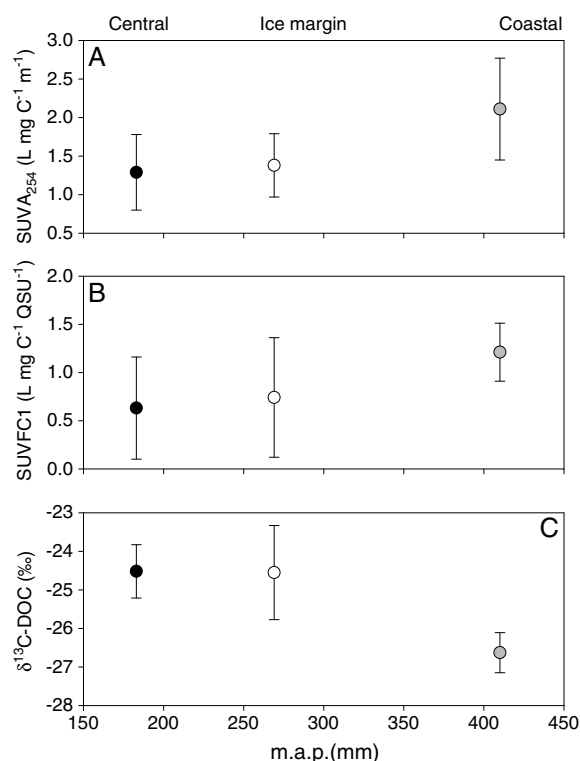 Central Ice margin Coastal
A
SUVA₂₅₄ (L mg C⁻¹ m⁻¹)
3.0
2.5
2.0
1.5
1.0
0.5
B
SUVFC1 (L mg C⁻¹ QSU⁻¹)
2.0
1.5
1.0
0.5
0.0
C
δ¹³C-DOC (‰)
-23
-24
-25
-26
-27
-28
150 200 250 300 350 400 450
m.a.p.(mm)